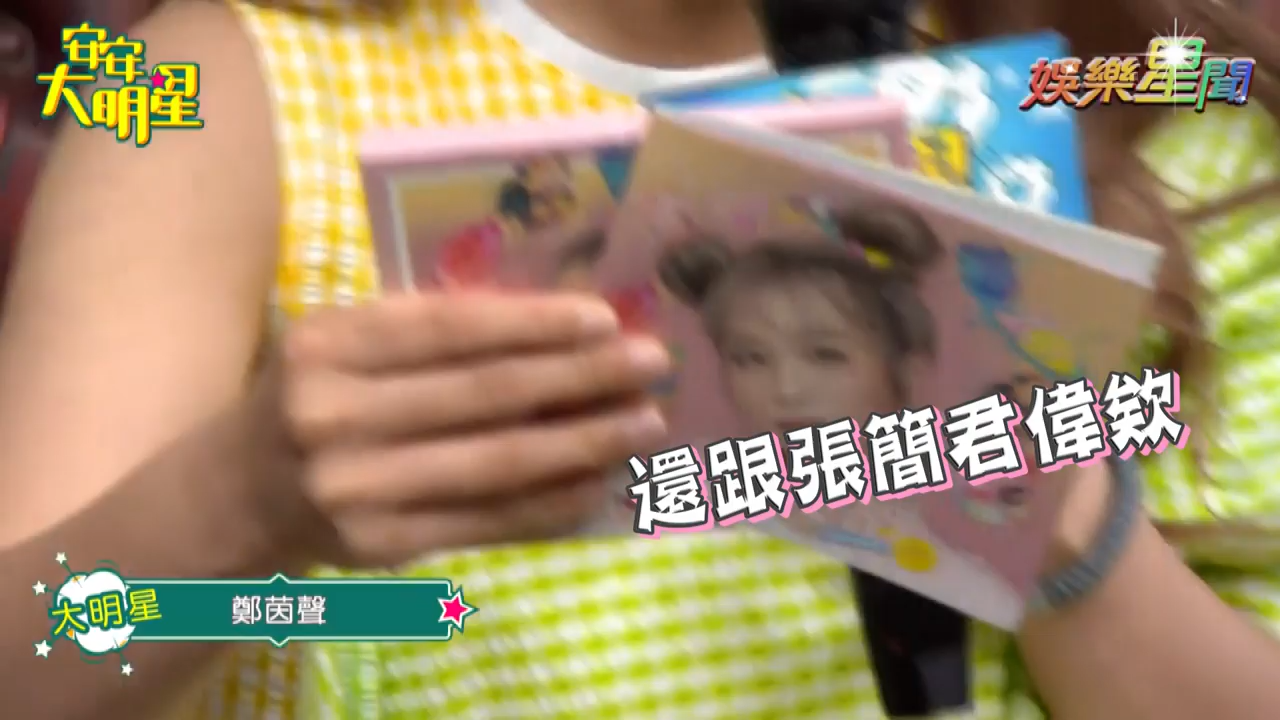 安安
大明星
娛樂星聞
還跟張簡君偉欸
大明星
鄭茵聲